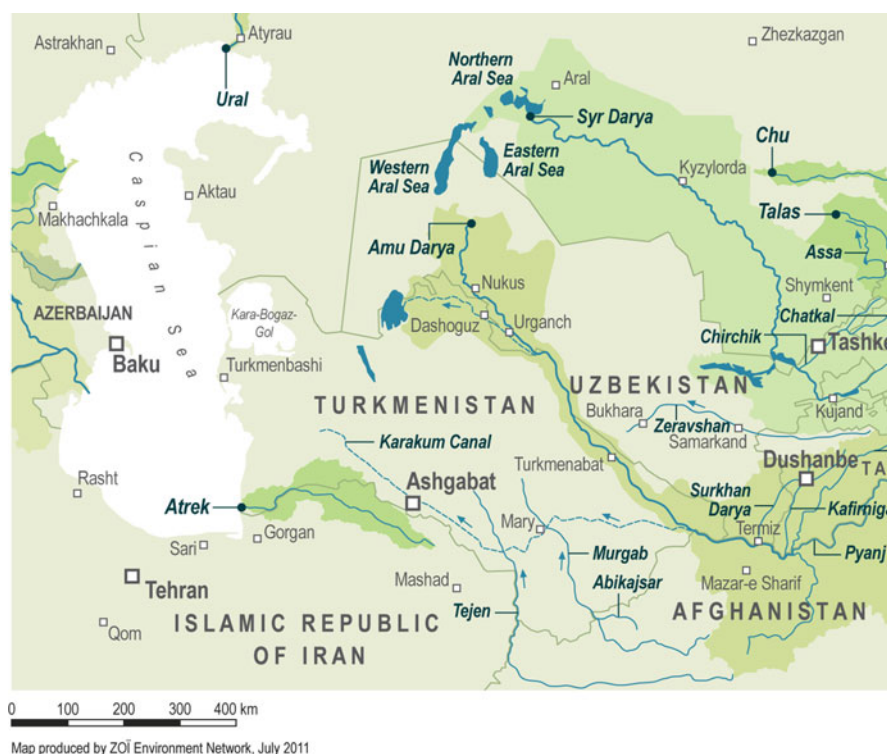 Astrakhan
Atyrau
Zhezkazgan
Ural
Northern
Aral Sea
Aral
Syr Darya
Chu
Western
Aral Sea
Eastern
Aral Sea
Kyzylorda
Aktau
Makhachkala
Caspian Sea
Talas
Amu Darya
Assa
Nukus
Shymkent
Kara-Bogaz-
Gol
AZERBAIJAN
Dashoguz
Urganch
Chatkal
Chirchik
Tashke
Baku
Turkmenbashi
UZBEKISTAN
TURKMENISTAN
Kujand
Bukhara
Zeravshan
Samarkand
Karakum Canal
Turkmenabat
Dushanbe
TA
Rasht
Ashgabat
Surkhan
Darya
Kafirniga
Atrek
Mary
Termiz
Gorgan
Sari
Murgab
Pyanj
Tehran
Mashad
Abikajsar
Mazar-e Sharif
Tejen
AFGHANISTAN
Qom
ISLAMIC REPUBLIC
OF IRAN
0 100 200 300 400 km
Map produced by ZOÏ Environment Network, July 2011